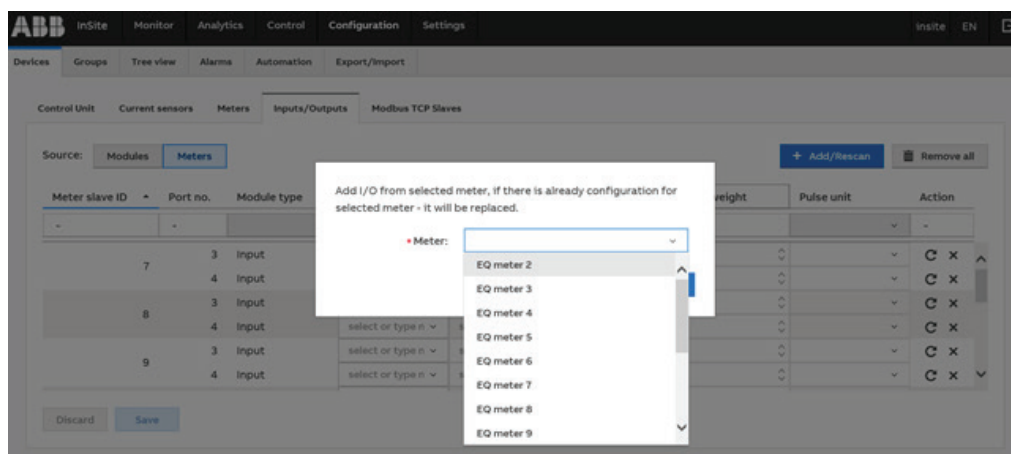 ABB InSite Monitor Analytics Control Configuration Settings insite EN
Devices Groups Tree view Alarms Automation Export/Import
Control Unit Current sensors Meters Inputs/Outputs Modbus TCP Slaves
Source: Modules Meters + Add/Rescan Remove all
Meter slave ID Port no. Module type weight Pulse unit Action
- - -
Add I/O from selected meter, if there is already configuration for
selected meter - it will be replaced.
* Meter:
EQ meter 2
EQ meter 3
EQ meter 4
EQ meter 5
EQ meter 6
EQ meter 7
EQ meter 8
EQ meter 9
7
3 Input
4 Input
8
3 Input
4 Input select or type n
9
3 Input select or type n
4 Input select or type n
Discard Save